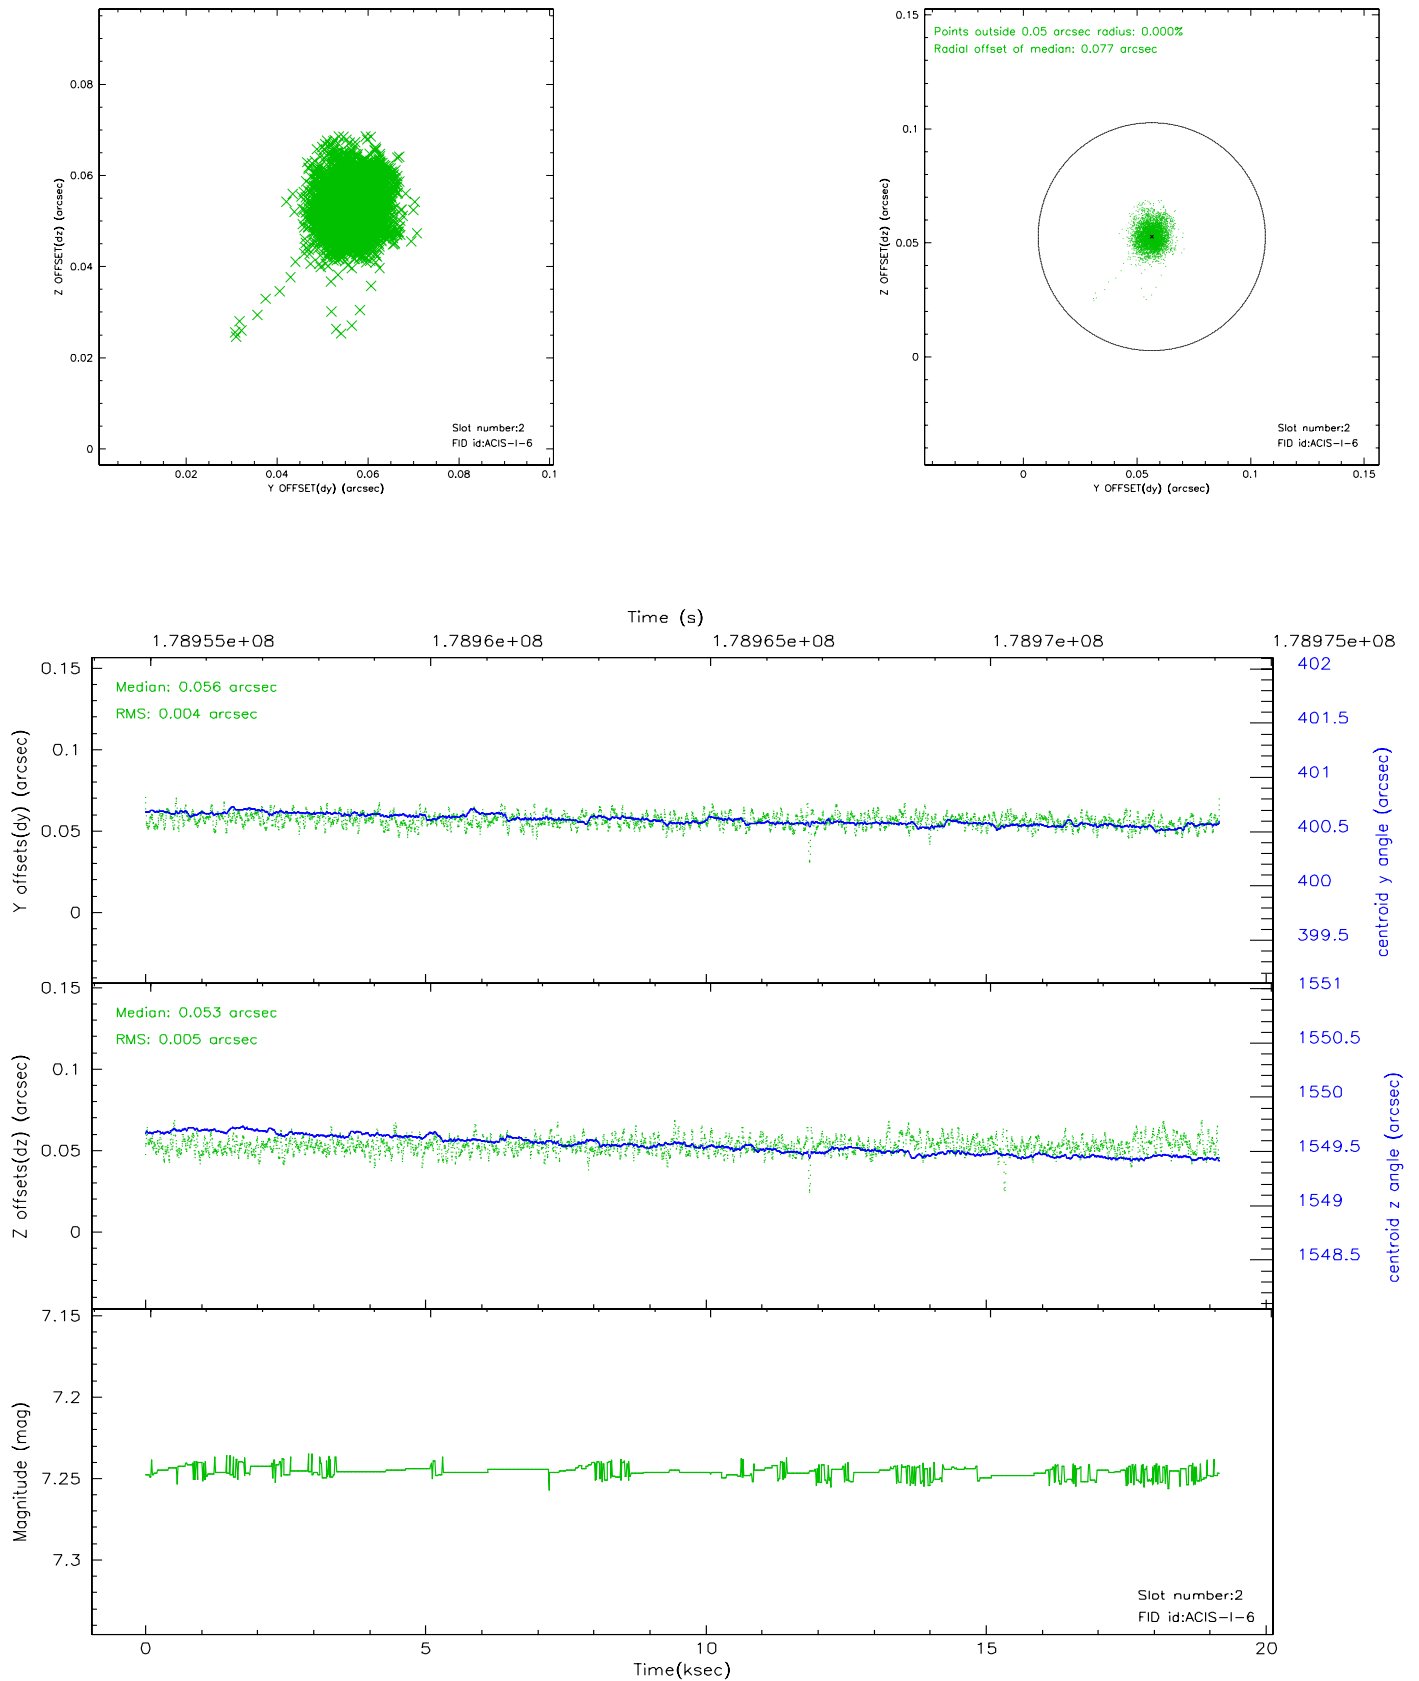 0.08
0.06
0.04
0.02
0
Z OFFSET(dz) (arcsec)
Slot number:2
FID id:ACIS-I-6
0.02 0.04 0.06 0.08 0.1
Y OFFSET(dy) (arcsec)
0.15
0.1
0.05
0
Z OFFSET(dz) (arcsec)
Points outside 0.05 arcsec radius: 0.000%
Radial offset of median: 0.077 arcsec
Slot number:2
FID id:ACIS-I-6
0 0.05 0.1 0.15
Y OFFSET(dy) (arcsec)
Time (s)
1.78955e+08 1.7896e+08 1.78965e+08 1.7897e+08 1.78975e+08
0.15
0.1
0.05
0
Y offsets(dy) (arcsec)
Median: 0.056 arcsec
RMS: 0.004 arcsec
402
401.5
401
400.5
400
399.5
centroid y angle (arcsec)
0.15
0.1
0.05
0
Z offsets(dz) (arcsec)
Median: 0.053 arcsec
RMS: 0.005 arcsec
1551
1550.5
1550
1549.5
1549
1548.5
centroid z angle (arcsec)
7.15
7.2
7.25
7.3
Magnitude (mag)
Slot number:2
FID id:ACIS-I-6
0 5 10 15 20
Time(ksec)